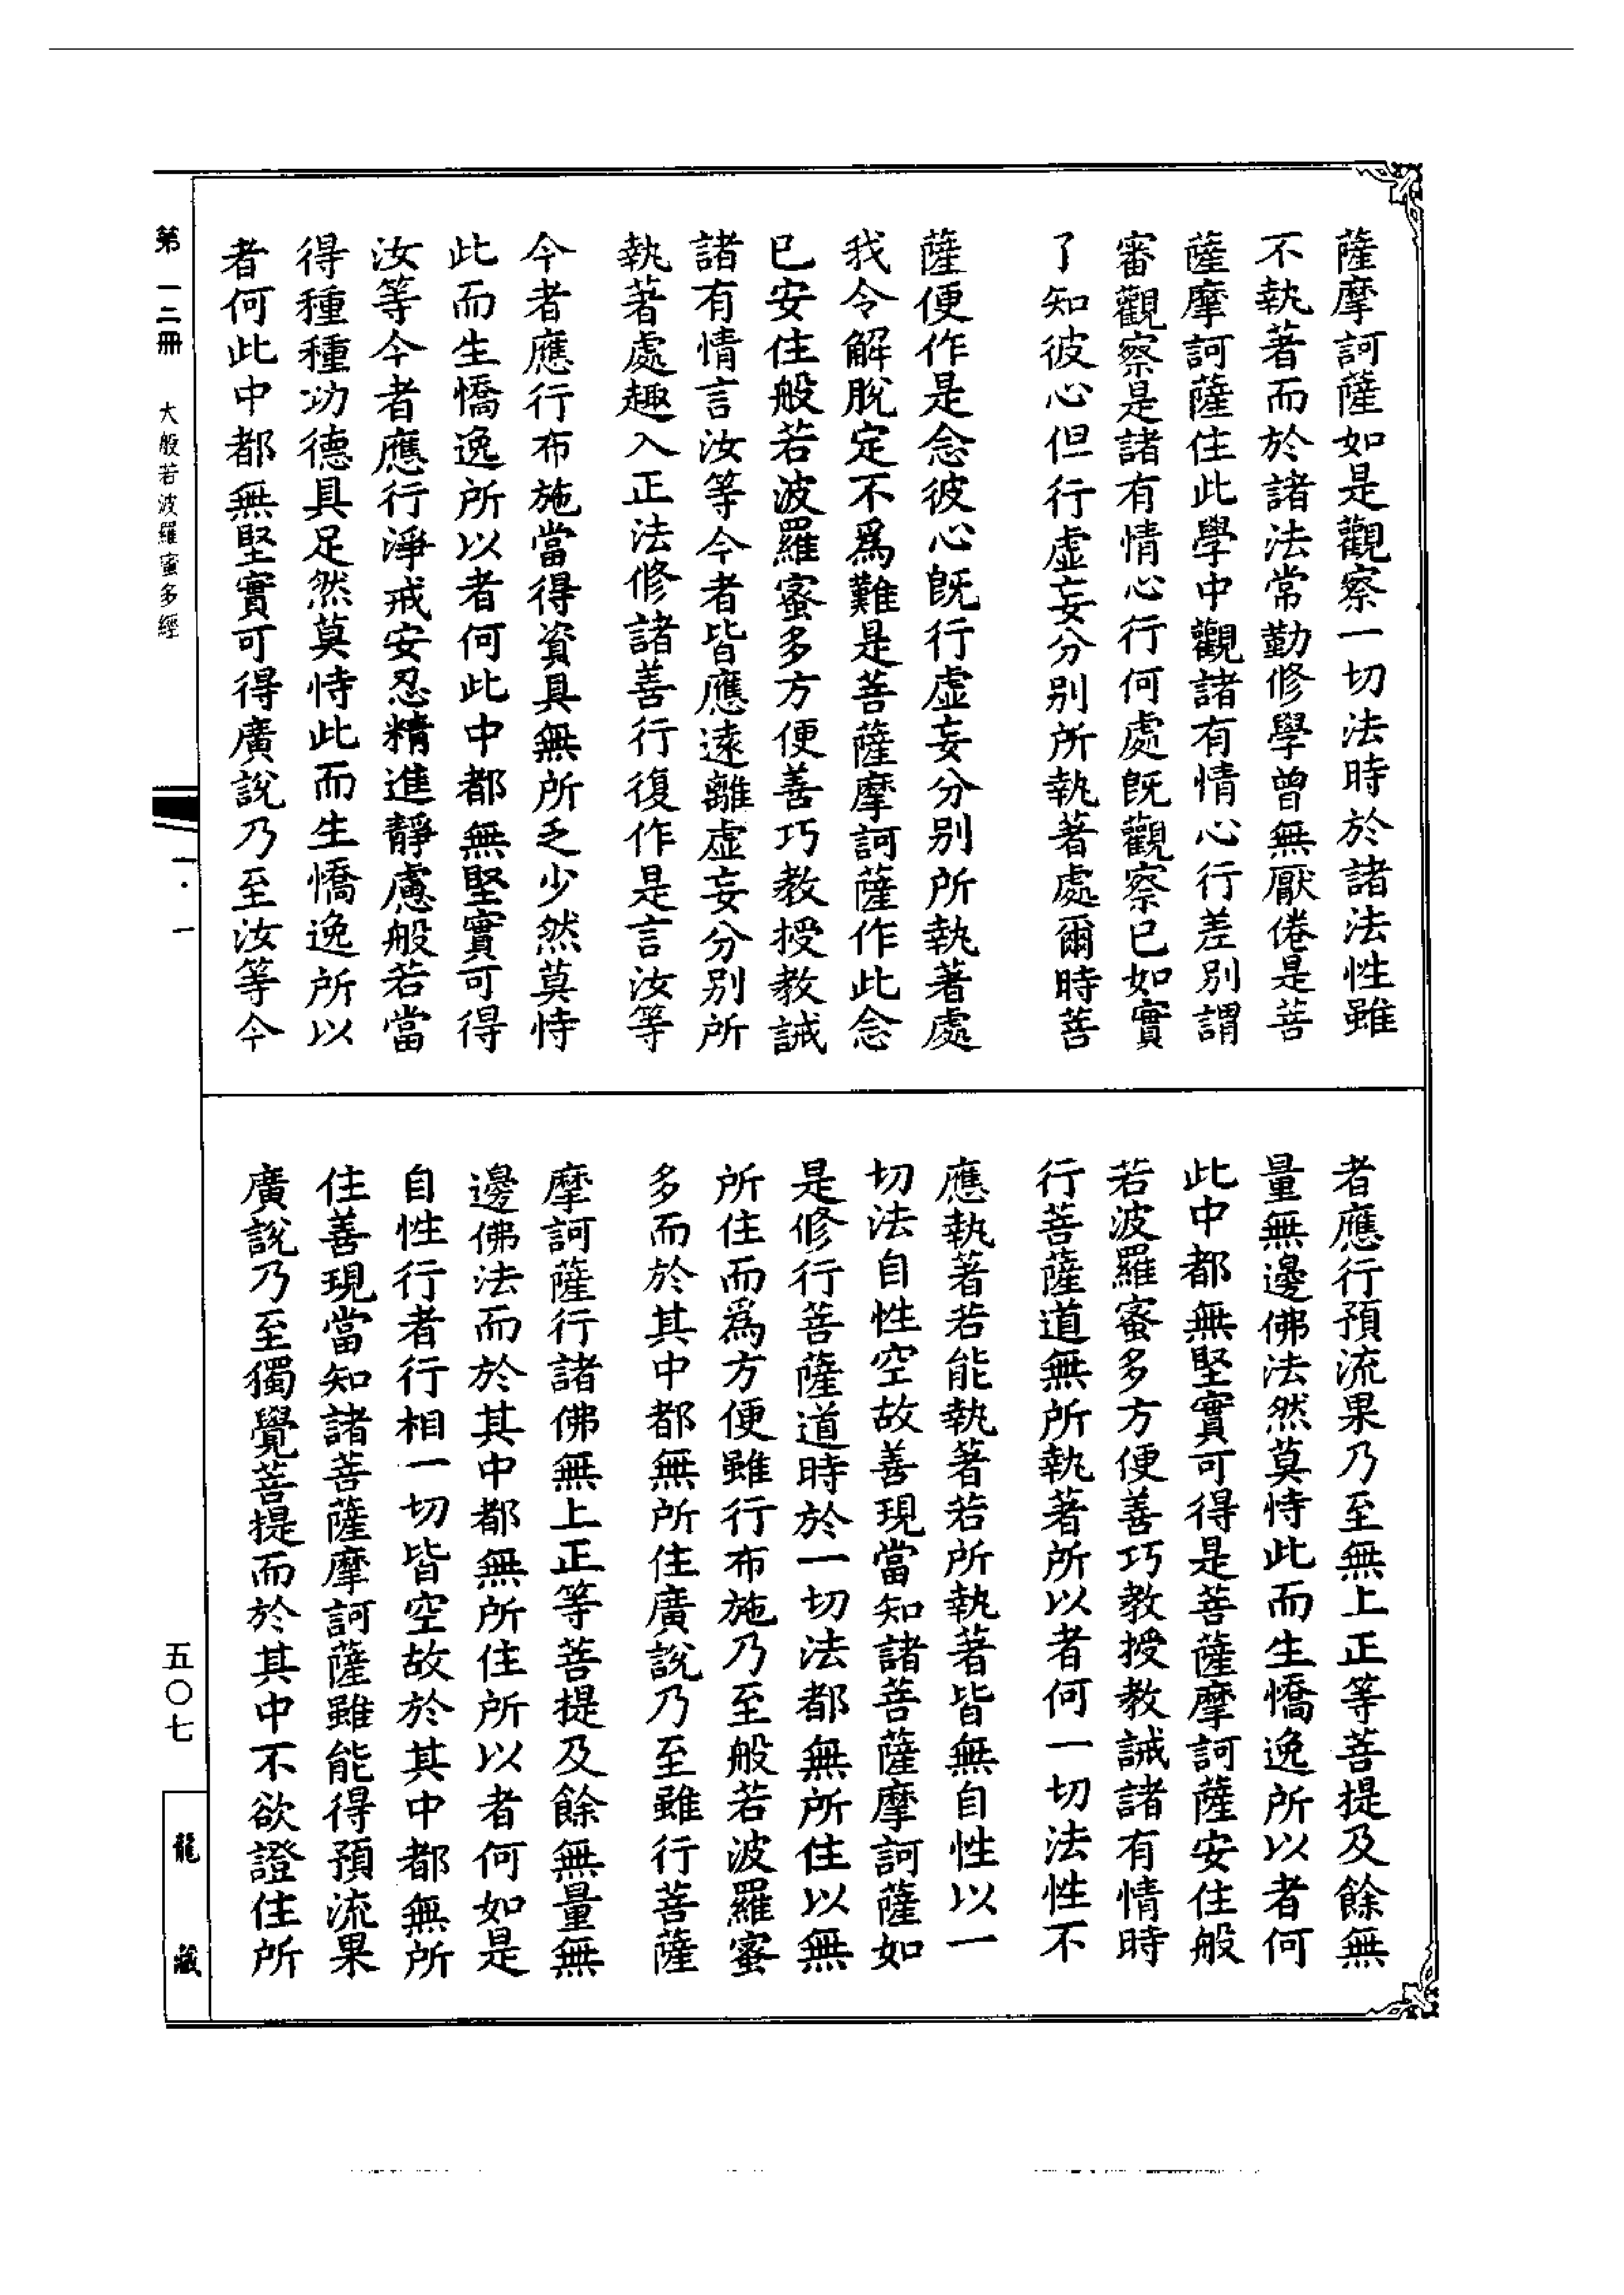 薩摩訶薩如是觀察一切法時於諸法性雖
不執著而於諸法常勤修學曾無厭倦是菩
薩摩訶薩住此學中觀諸有情心行差別謂
審觀察是諸有情心行何處既觀察已如實
了知彼心但行虛妄分別所執著處爾時菩
薩便作是念彼心既行虛妄分別所執著處
我令解脫定不為難是菩薩摩訶薩作此念
已安住般若波羅蜜多方便善巧教授教誡
諸有情言汝等今者皆應遠離虛妄分別所
執著處趣入正法修諸善行復作是言汝等
今者應行布施當得資具無所乏少然莫恃
此而生憍逸所以者何此中都無堅實可得
汝等今者應行淨戒安忍精進靜慮般若當
得種種功德具足然莫恃此而生憍逸所以
者何此中都無堅實可得廣說乃至汝等今
者應行預流果乃至無上正等菩提及餘無
量無邊佛法然莫恃此而生憍逸所以者何
此中都無堅實可得是菩薩摩訶薩安住般
若波羅蜜多方便善巧教授教誡諸有情時
行菩薩道無所執著所以者何一切法性不
應執著若能執著若所執著皆無自性以一
切法自性空故善現當知諸菩薩摩訶薩如
是修行菩薩道時於一切法都無所住以無
所住而為方便雖行布施乃至般若波羅蜜
多而於其中都無所住廣說乃至雖行菩薩
摩訶薩行諸佛無上正等菩提及餘無量無
邊佛法而於其中都無所住所以者何如是
自性行者行相一切皆空故於其中都無所
住善現當知諸菩薩摩訶薩雖能得預流果
廣說乃至獨覺菩提而於其中不欲證住所
第一二冊 大般若波羅蜜多經
一·一
五〇七
龍藏